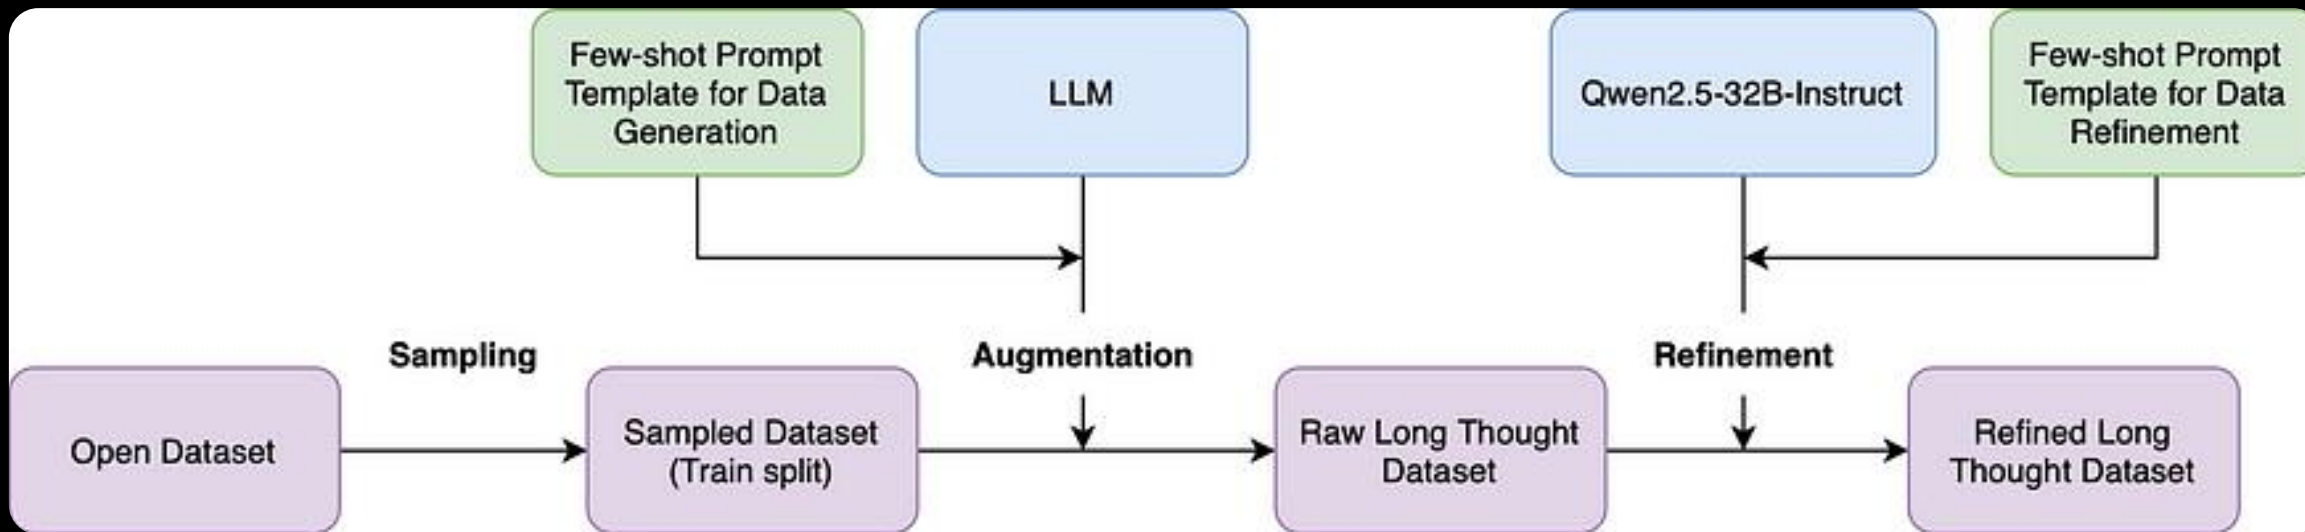 Few-shot Prompt
Template for Data
Generation
LLM
Qwen2.5-32B-Instruct
Few-shot Prompt
Template for Data
Refinement
Sampling
Augmentation
Refinement
Open Dataset
Sampled Dataset
(Train split)
Raw Long Thought
Dataset
Refined Long
Thought Dataset